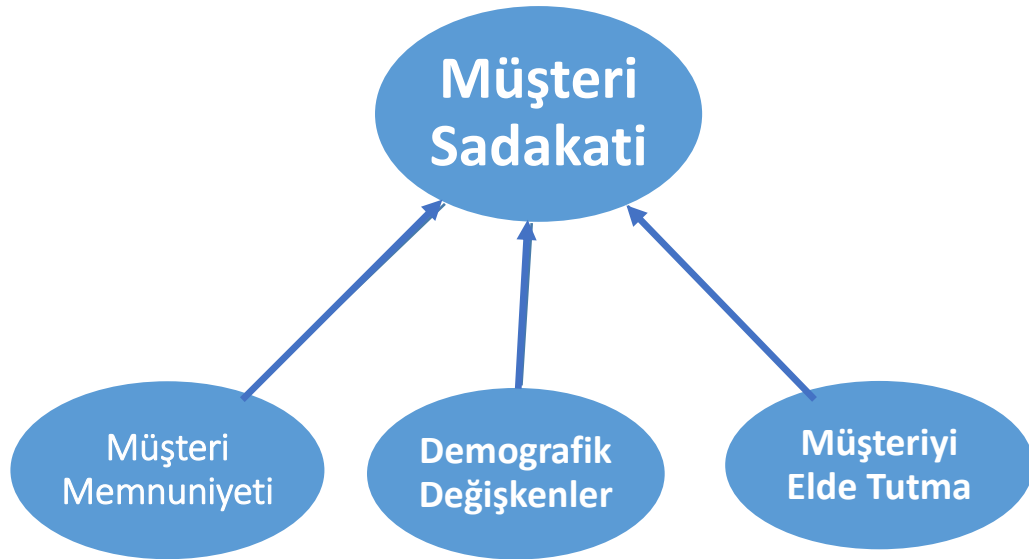 Müşteri
Sadakati
Müşteri
Memnuniyeti
Demografik
Değişkenler
Müşteriyi
Elde Tutma